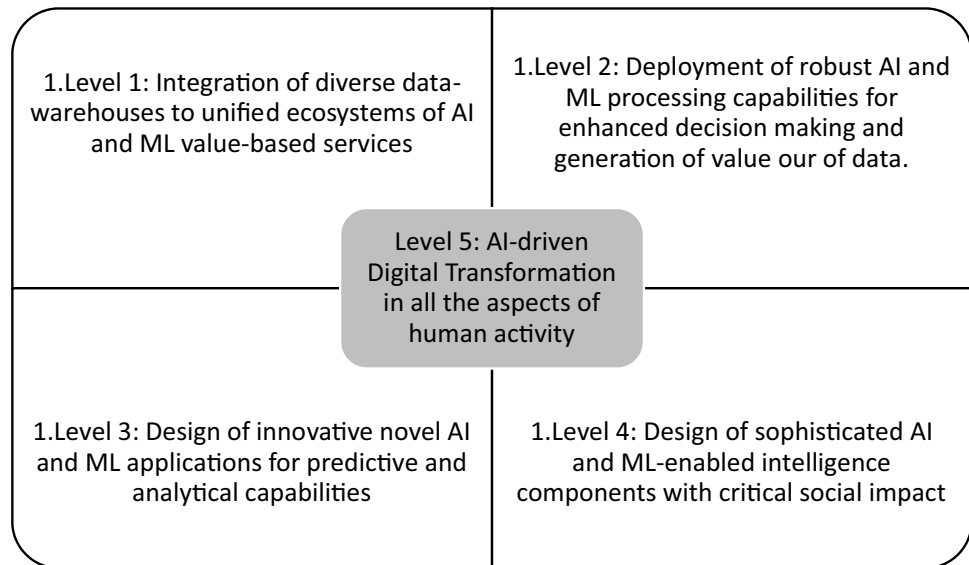 1.Level 1: Integration of diverse data-
warehouses to unified ecosystems of AI
and ML value-based services
1.Level 2: Deployment of robust AI and
ML processing capabilities for
enhanced decision making and
generation of value our of data.
Level 5: AI-driven
Digital Transformation
in all the aspects of
human activity
1.Level 3: Design of innovative novel AI
and ML applications for predictive and
analytical capabilities
1.Level 4: Design of sophisticated AI
and ML-enabled intelligence
components with critical social impact